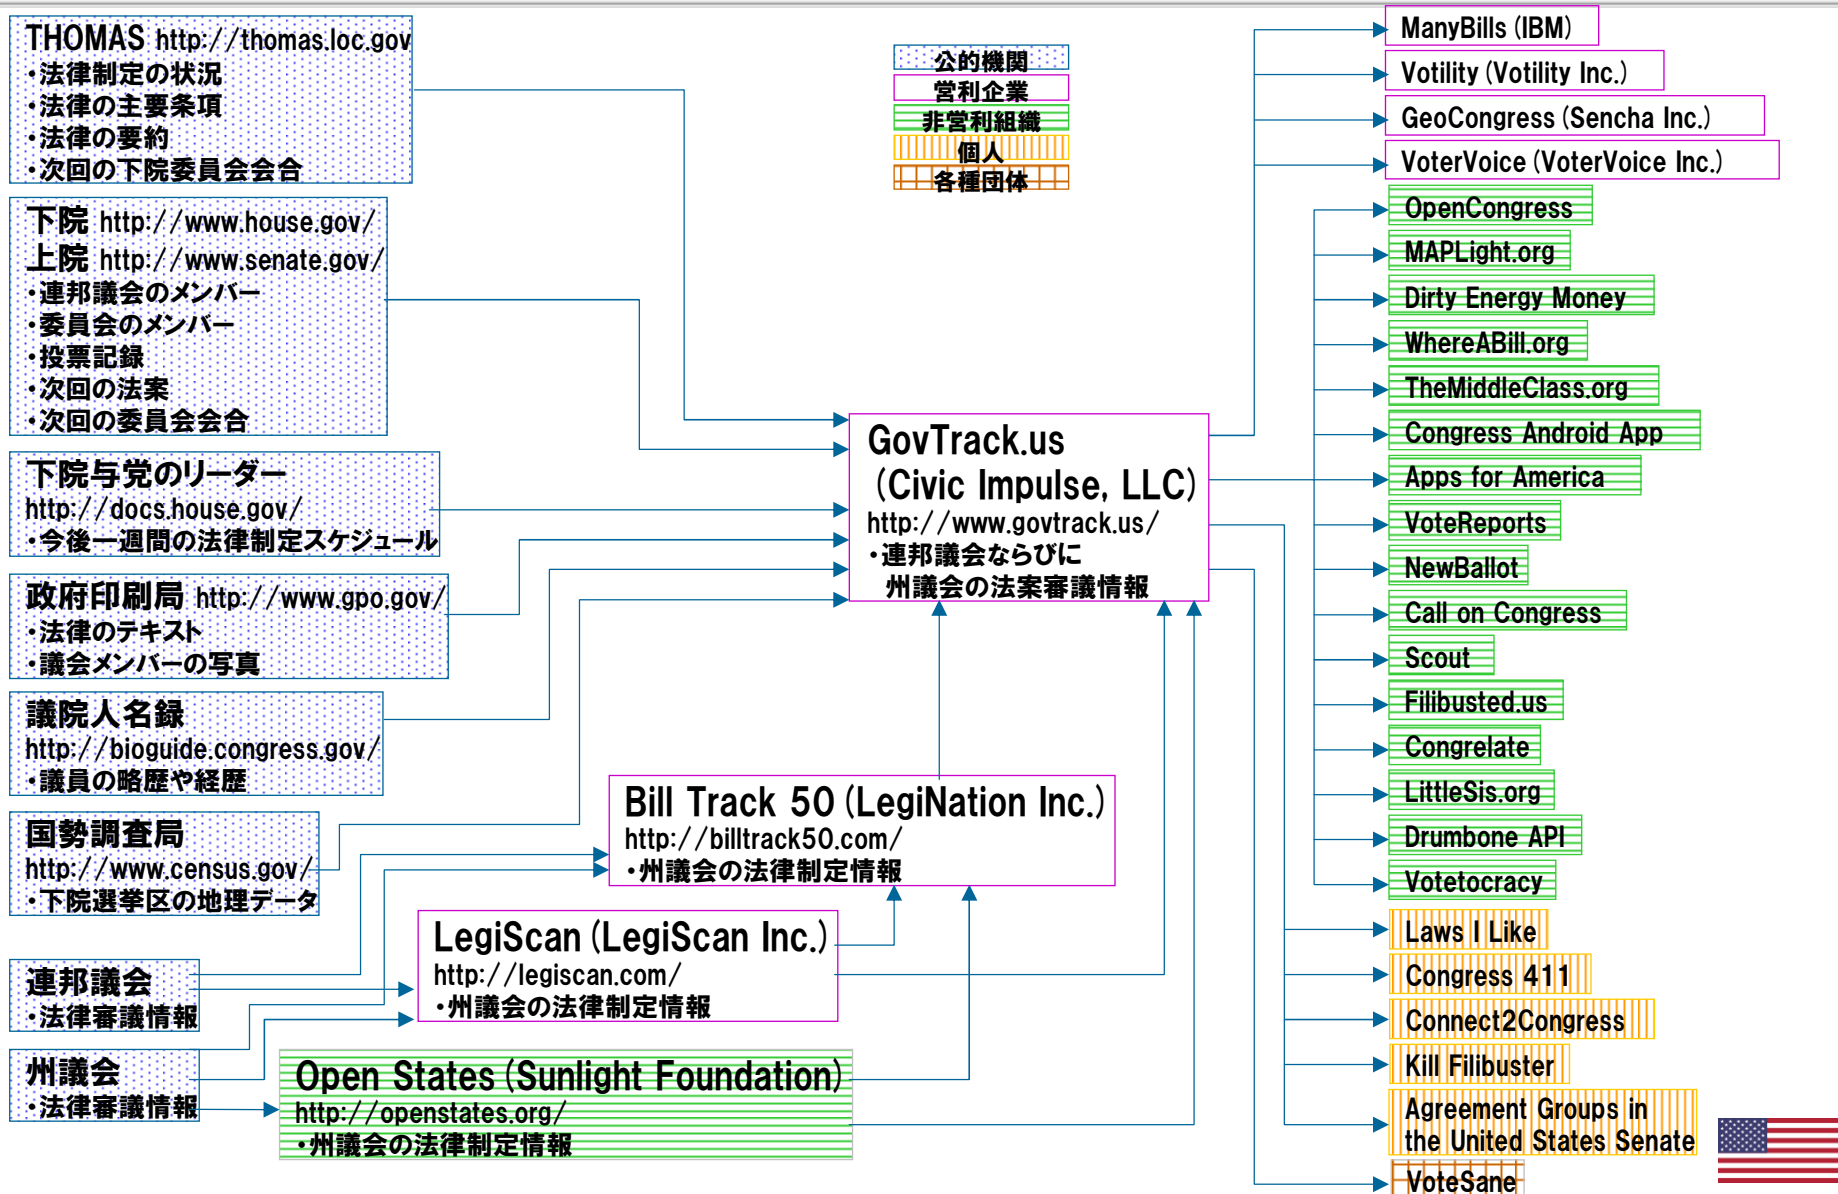 THOMAS http://thomas.loc.gov
・法律制定の状況
・法律の主要条項
・法律の要約
・次回の下院委員会会合
下院 http://www.house.gov/
上院 http://www.senate.gov/
・連邦議会のメンバー
・委員会のメンバー
・投票記録
・次回の法案
・次回の委員会会合
下院与党のリーダー
http://docs.house.gov/
・今後一週間の法律制定スケジュール
政府印刷局 http://www.gpo.gov/
・法律のテキスト
・議会メンバーの写真
議院人名録
http://bioguide.congress.gov/
・議員の略歴や経歴
国勢調査局
http://www.census.gov/
・下院選挙区の地理データ
連邦議会
・法律審議情報
州議会
・法律審議情報
公的機関
営利企業
非営利組織
個人
各種団体
GovTrack.us
(Civic Impulse, LLC)
http://www.govtrack.us/
・連邦議会ならびに
州議会の法案審議情報
Bill Track 50 (LegiNation Inc.)
http://billtrack50.com/
・州議会の法律制定情報
LegiScan (LegiScan Inc.)
http://legiscan.com/
・州議会の法律制定情報
Open States (Sunlight Foundation)
http://openstates.org/
・州議会の法律制定情報
ManyBills (IBM)
Votility (Votility Inc.)
GeoCongress (Sencha Inc.)
VoterVoice (VoterVoice Inc.)
OpenCongress
MAPLight.org
Dirty Energy Money
WhereABill.org
TheMiddleClass.org
Congress Android App
Apps for America
VoteReports
NewBallot
Call on Congress
Scout
Filibusted.us
Congrelate
LittleSis.org
Drumbone API
Votetocracy
Laws I Like
Congress 411
Connect2Congress
Kill Filibuster
Agreement Groups in
the United States Senate
VoteSane